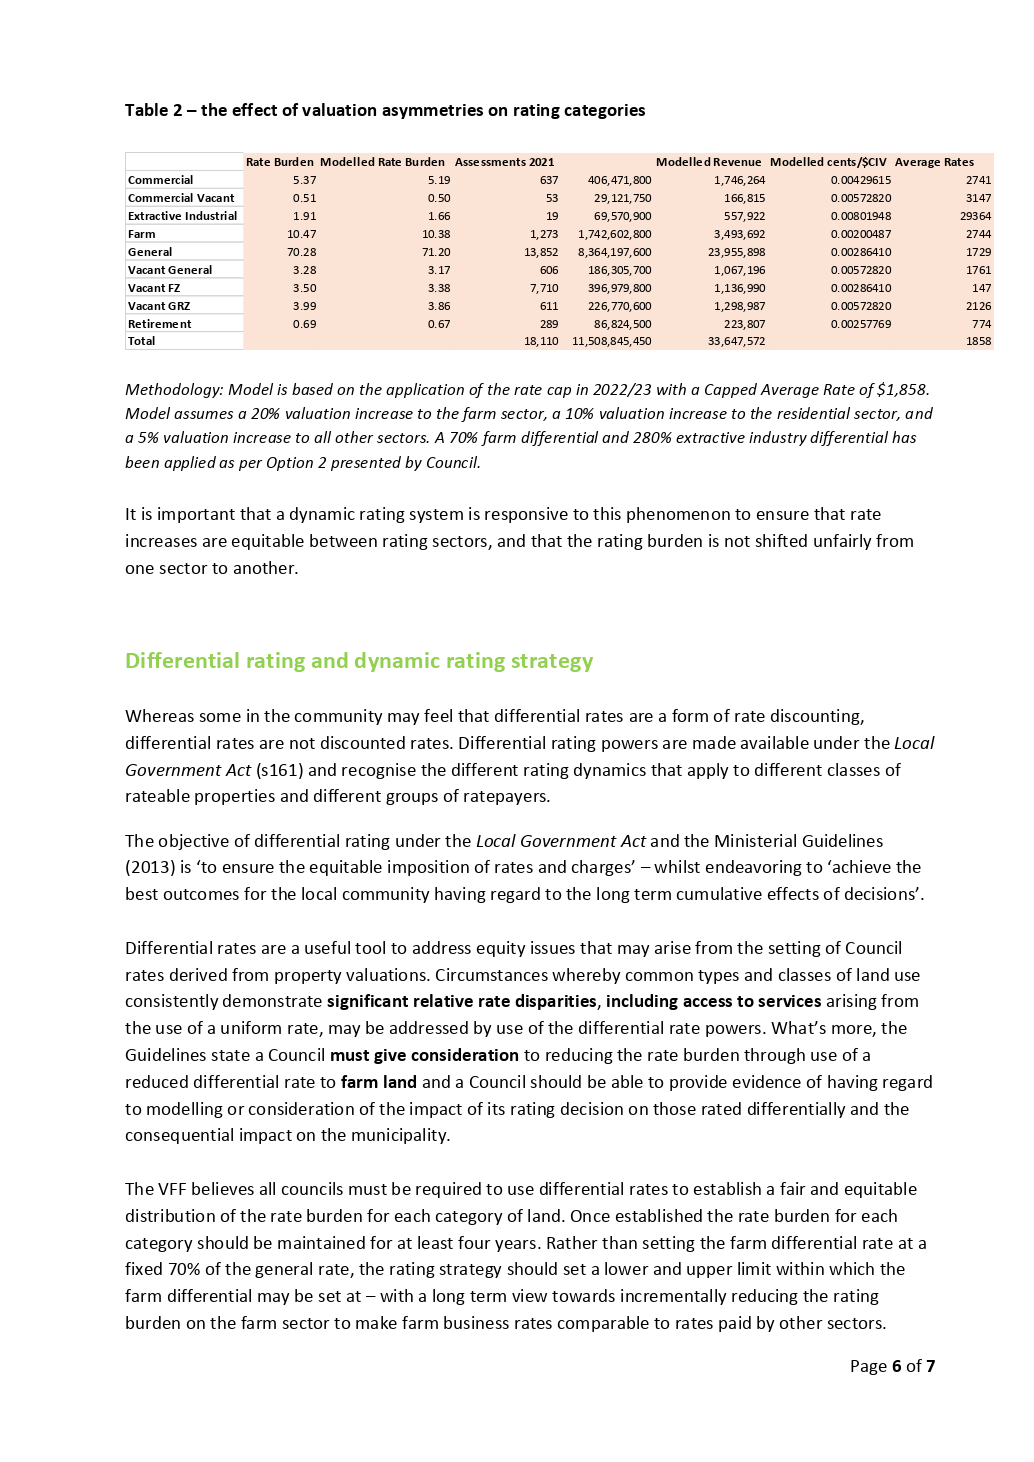 Table 2 – the effect of valuation asymmetries on rating categories
Rate Burden Modelled Rate Burden Assessments 2021 Modelled Revenue Modelled cents/$CIV Average Rates
Commercial 5.37 5.19 637 406,471,800 1,746,264 0.00429615 2741
Commercial Vacant 0.51 0.50 53 29,121,750 166,815 0.00572820 3147
Extractive Industrial 1.91 1.66 19 69,570,900 557,922 0.00801948 29364
Farm 10.47 10.38 1,273 1,742,602,800 3,493,692 0.00200487 2744
General 70.28 71.20 13,852 8,364,197,600 23,955,898 0.00286410 1729
Vacant General 3.28 3.17 606 186,305,700 1,067,196 0.00572820 1761
Vacant FZ 3.50 3.38 7,710 396,979,800 1,136,990 0.00286410 147
Vacant GRZ 3.99 3.86 611 226,770,600 1,298,987 0.00572820 2126
Retirement 0.69 0.67 289 86,824,500 223,807 0.00257769 774
Total 18,110 11,508,845,450 33,647,572 1858
Methodology: Model is based on the application of the rate cap in 2022/23 with a Capped Average Rate of $1,858.
Model assumes a 20% valuation increase to the farm sector, a 10% valuation increase to the residential sector, and
a 5% valuation increase to all other sectors. A 70% farm differential and 280% extractive industry differential has
been applied as per Option 2 presented by Council.
It is important that a dynamic rating system is responsive to this phenomenon to ensure that rate
increases are equitable between rating sectors, and that the rating burden is not shifted unfairly from
one sector to another.
Differential rating and dynamic rating strategy
Whereas some in the community may feel that differential rates are a form of rate discounting,
differential rates are not discounted rates. Differential rating powers are made available under the Local
Government Act (s161) and recognise the different rating dynamics that apply to different classes of
rateable properties and different groups of ratepayers.
The objective of differential rating under the Local Government Act and the Ministerial Guidelines
(2013) is ‘to ensure the equitable imposition of rates and charges’ – whilst endeavoring to ‘achieve the
best outcomes for the local community having regard to the long term cumulative effects of decisions’.
Differential rates are a useful tool to address equity issues that may arise from the setting of Council
rates derived from property valuations. Circumstances whereby common types and classes of land use
consistently demonstrate significant relative rate disparities, including access to services arising from
the use of a uniform rate, may be addressed by use of the differential rate powers. What’s more, the
Guidelines state a Council must give consideration to reducing the rate burden through use of a
reduced differential rate to farm land and a Council should be able to provide evidence of having regard
to modelling or consideration of the impact of its rating decision on those rated differentially and the
consequential impact on the municipality.
The VFF believes all councils must be required to use differential rates to establish a fair and equitable
distribution of the rate burden for each category of land. Once established the rate burden for each
category should be maintained for at least four years. Rather than setting the farm differential rate at a
fixed 70% of the general rate, the rating strategy should set a lower and upper limit within which the
farm differential may be set at – with a long term view towards incrementally reducing the rating
burden on the farm sector to make farm business rates comparable to rates paid by other sectors.
Page 6 of 7